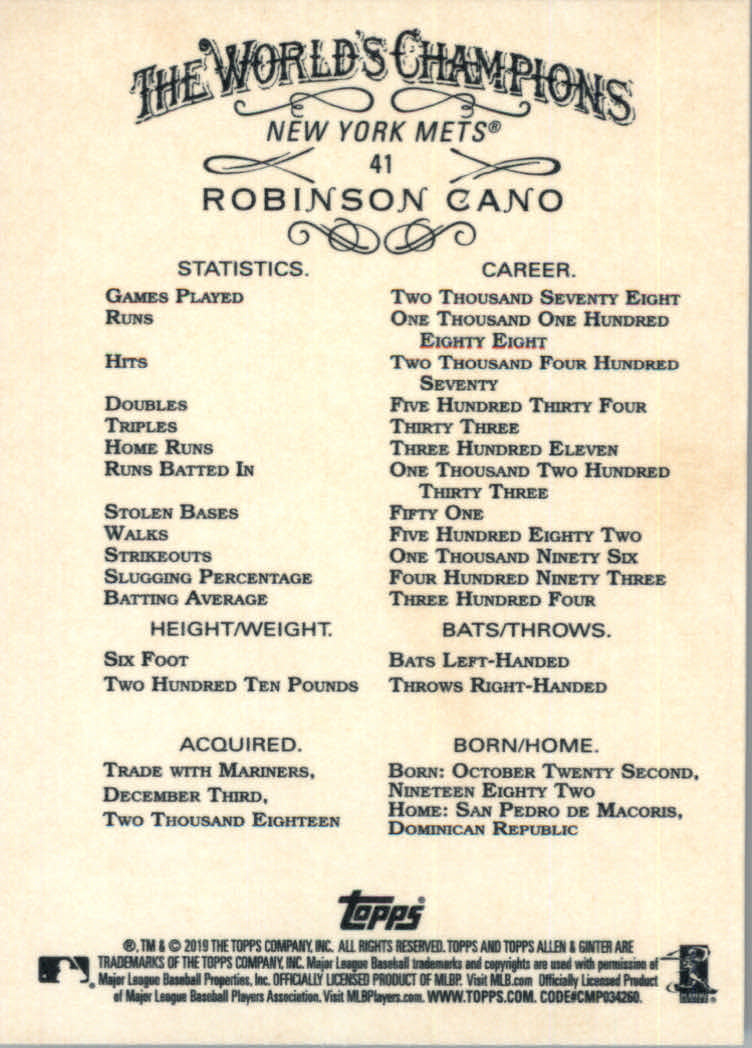 THE WORLD'S CHAMPIONS
NEW YORK METS®
41
ROBINSON CANO
STATISTICS. CAREER.
GAMES PLAYED TWO THOUSAND SEVENTY EIGHT
RUNS ONE THOUSAND ONE HUNDRED
EIGHTY EIGHT
HITS TWO THOUSAND FOUR HUNDRED
SEVENTY
DOUBLES FIVE HUNDRED THIRTY FOUR
TRIPLES THIRTY THREE
HOME RUNS THREE HUNDRED ELEVEN
RUNS BATTED IN ONE THOUSAND TWO HUNDRED
THIRTY THREE
STOLEN BASES FIFTY ONE
WALKS FIVE HUNDRED EIGHTY TWO
STRIKEOUTS ONE THOUSAND NINETY SIX
SLUGGING PERCENTAGE FOUR HUNDRED NINETY THREE
BATTING AVERAGE THREE HUNDRED FOUR
HEIGHT/WEIGHT. BATS/THROWS.
SIX FOOT BATS LEFT-HANDED
TWO HUNDRED TEN POUNDS THROWS RIGHT-HANDED
ACQUIRED. BORN/HOME.
TRADE WITH MARINERS, BORN: OCTOBER TWENTY SECOND,
DECEMBER THIRD, NINETEEN EIGHTY TWO
TWO THOUSAND EIGHTEEN HOME: SAN PEDRO DE MACORIS,
DOMINICAN REPUBLIC
topps®
®, TM & © 2019 THE TOPPS COMPANY, INC. ALL RIGHTS RESERVED. TOPPS AND TOPPS ALLEN & GINTER ARE
TRADEMARKS OF THE TOPPS COMPANY, INC. Major League Baseball trademarks and copyrights are used with permission of
Major League Baseball Properties, Inc. OFFICIALLY LICENSED PRODUCT OF MLBP. Visit MLB.com Officially Licensed Product
of Major League Baseball Players Association. Visit MLBPlayers.com. WWW.TOPPS.COM. CODE#CMP034260.